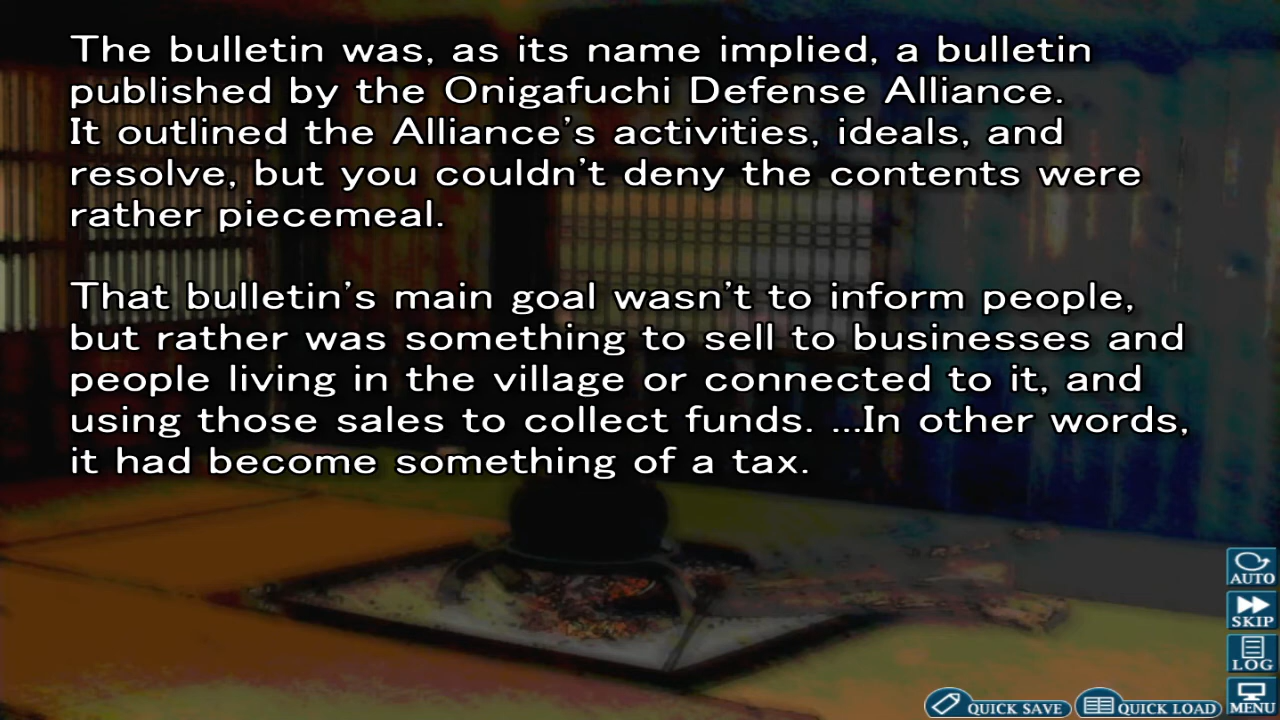 The bulletin was, as its name implied, a bulletin
published by the Onigafuchi Defense Alliance.
It outlined the Alliance's activities, ideals, and
resolve, but you couldn't deny the contents were
rather piecemeal.
That bulletin's main goal wasn't to inform people,
but rather was something to sell to businesses and
people living in the village or connected to it, and
using those sales to collect funds. ...In other words,
it had become something of a tax.
AUTO
SKIP
LOG
QUICK SAVE
QUICK LOAD
MENU